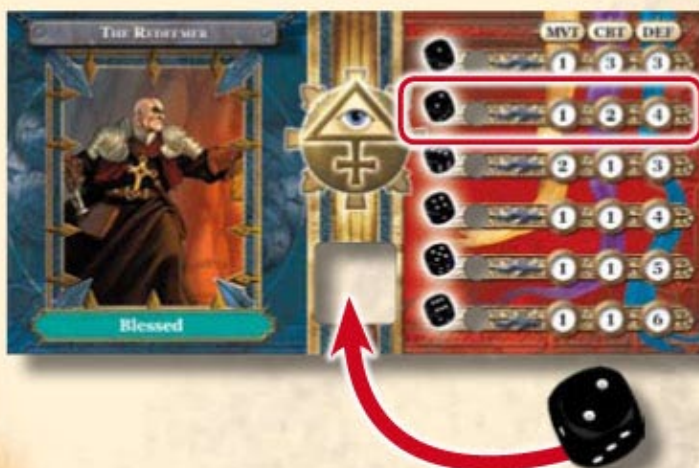 THE REDEEMER
MVT CBT DEF
1 3 3
1 2 4
2 1 3
1 1 4
1 1 5
1 1 6
Blessed